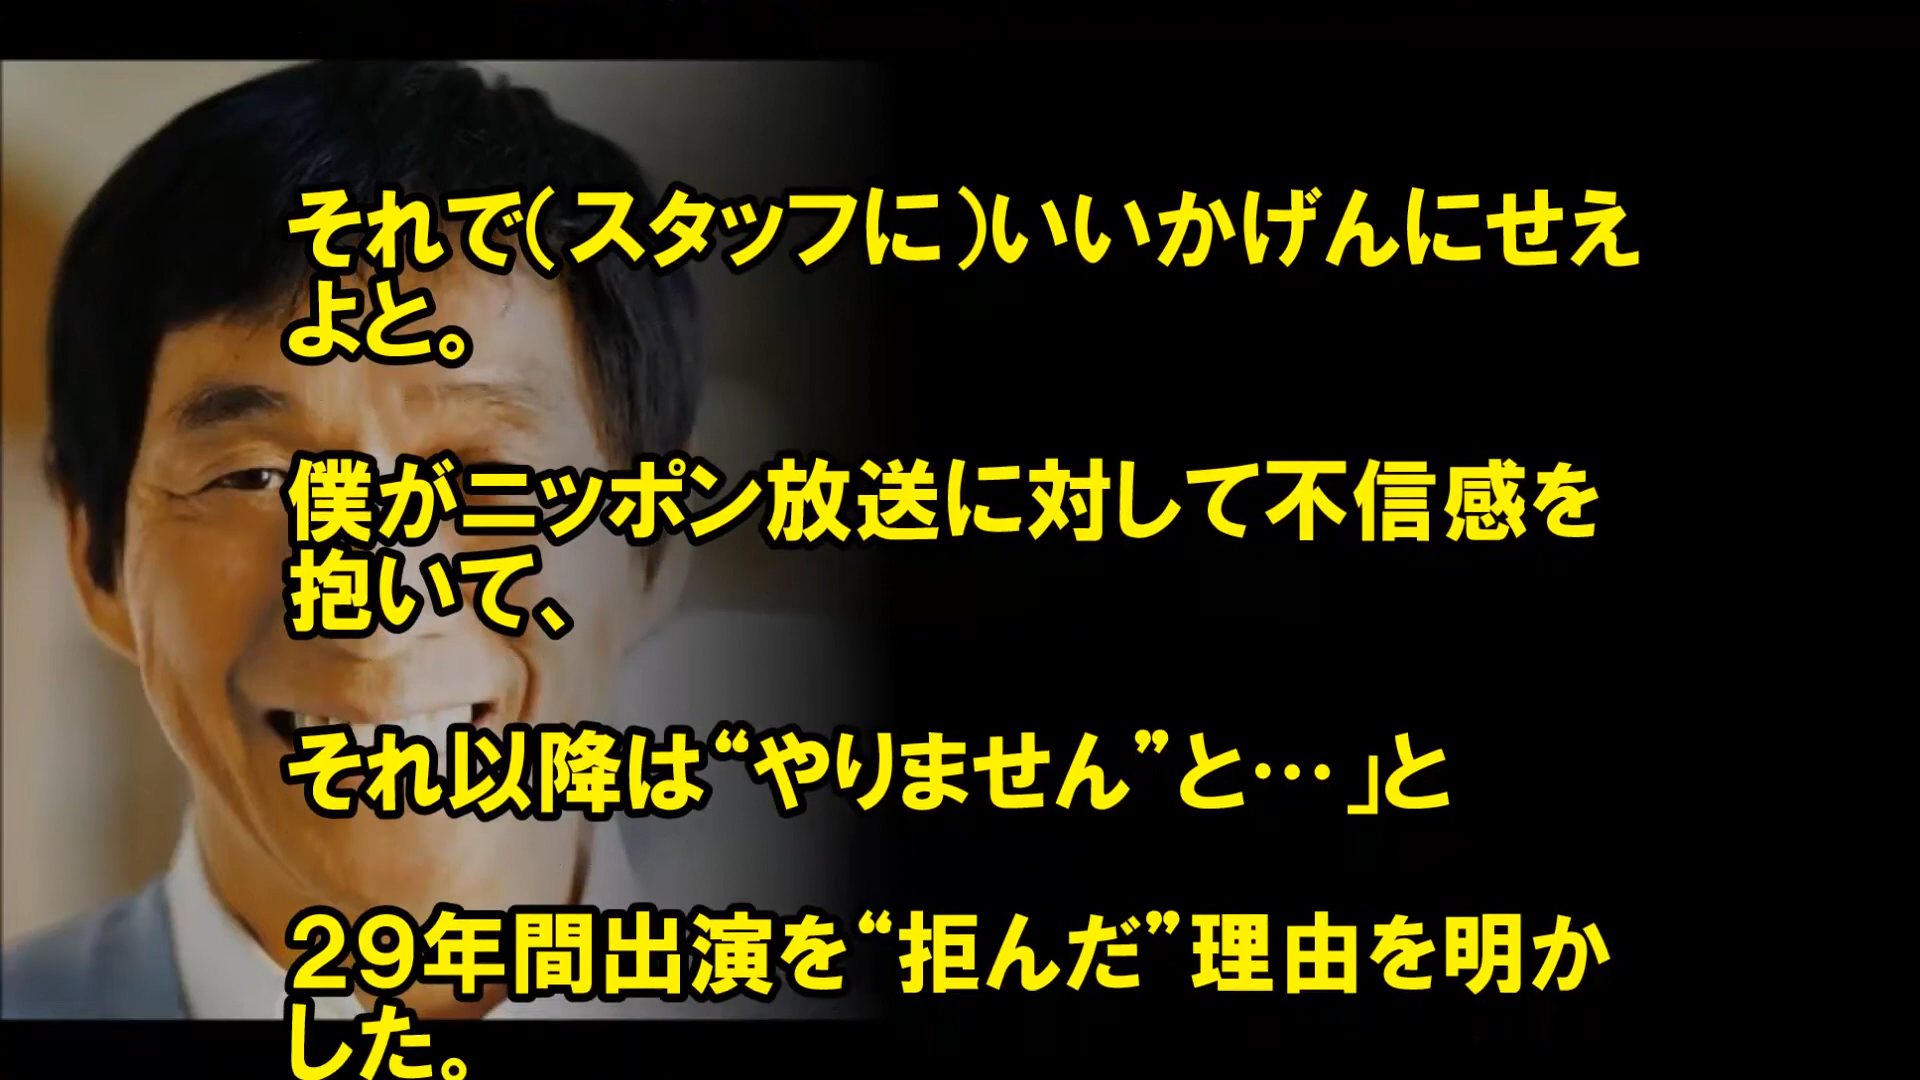 それで(スタッフに)いいかげんにせえ
よと。
僕がニッポン放送に対して不信感を
抱いて、
それ以降は“やりません”と…」と
２９年間出演を“拒んだ”理由を明か
した。